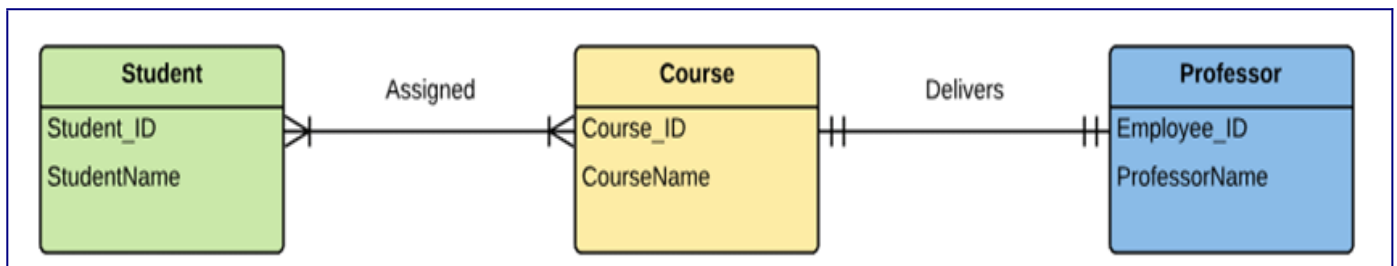 Student
Student_ID
StudentName
Assigned
Course
Course_ID
CourseName
Delivers
Professor
Employee_ID
ProfessorName